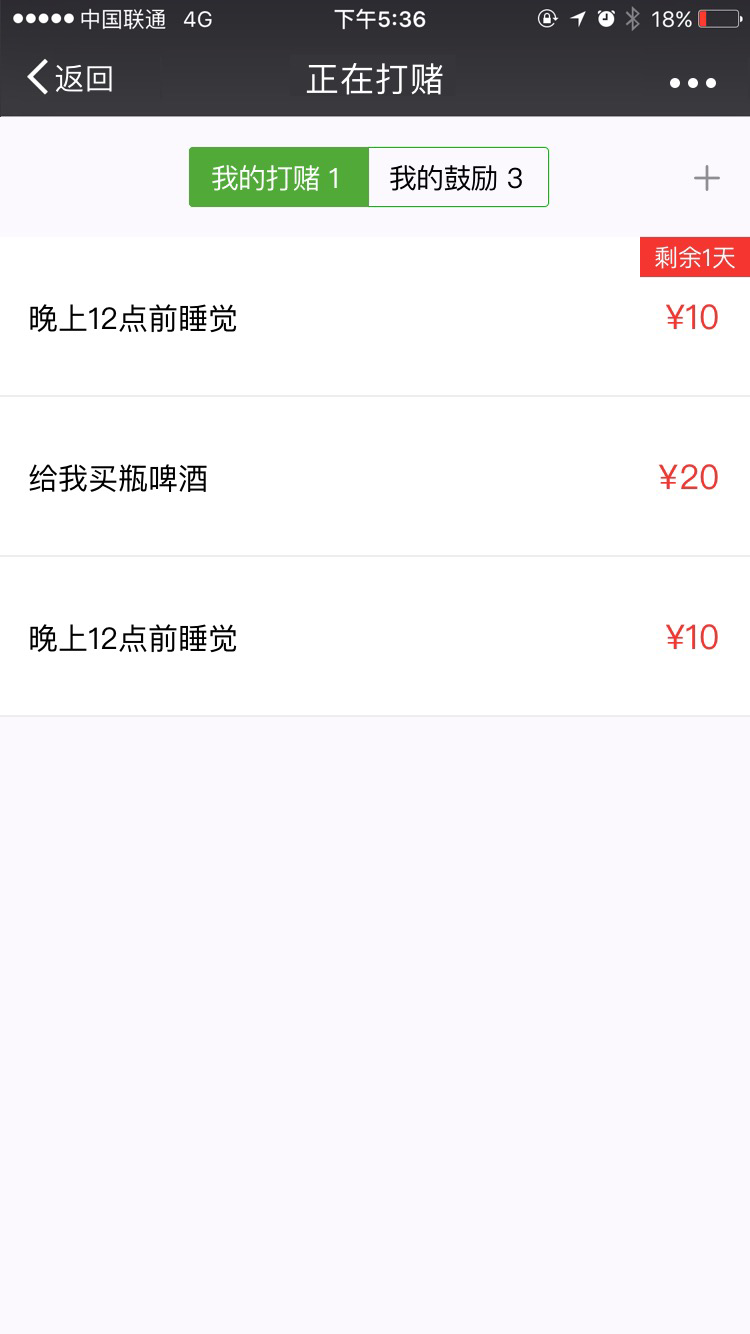 中国联通 4G 下午5:36 18%
返回 正在打赌
我的打赌 1 我的鼓励 3
剩余1天
晚上12点前睡觉 ¥10
给我买瓶啤酒 ¥20
晚上12点前睡觉 ¥10